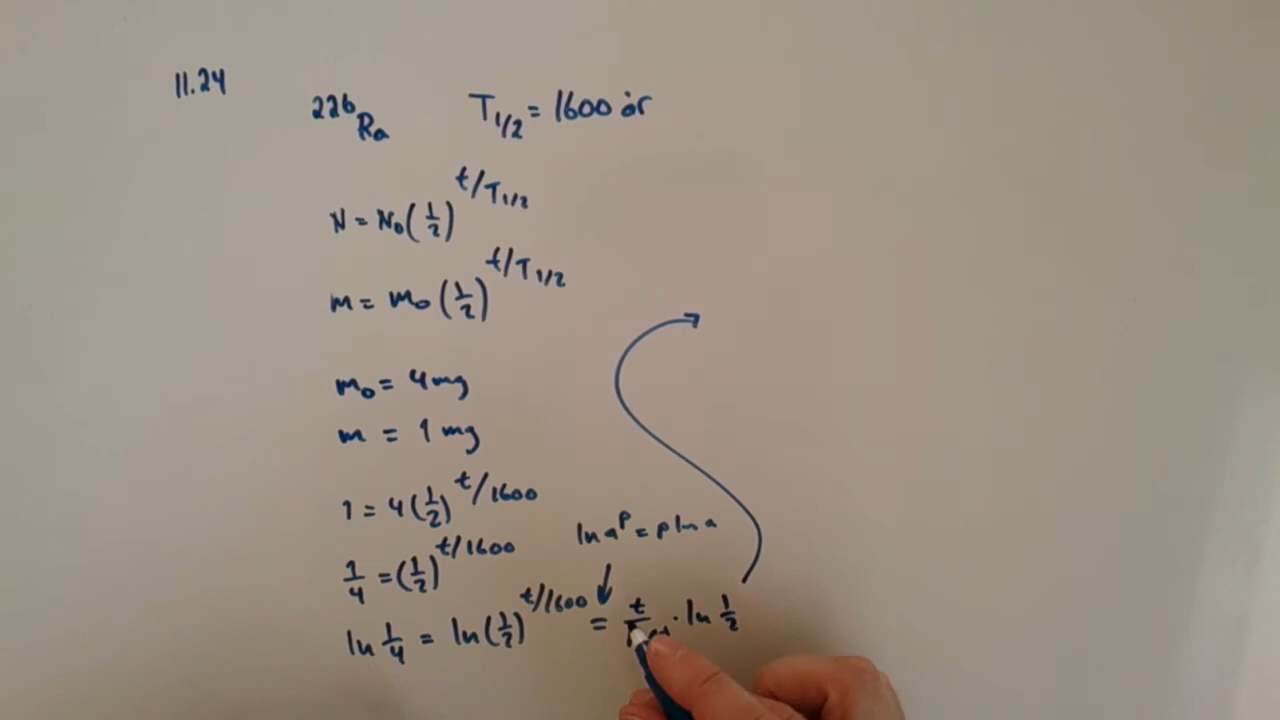 11.24
²²⁶Ra T₁/₂ = 1600 år
N = N₀(1/2)^t/T₁/₂
m = m₀(1/2)^t/T₁/₂
m₀ = 4mg
m = 1 mg
1 = 4(1/2)^t/1600
ln aᵖ = p ln a
1/4 = (1/2)^t/1600
ln 1/4 = ln(1/2)^t/1600 = t/ · ln 1/2